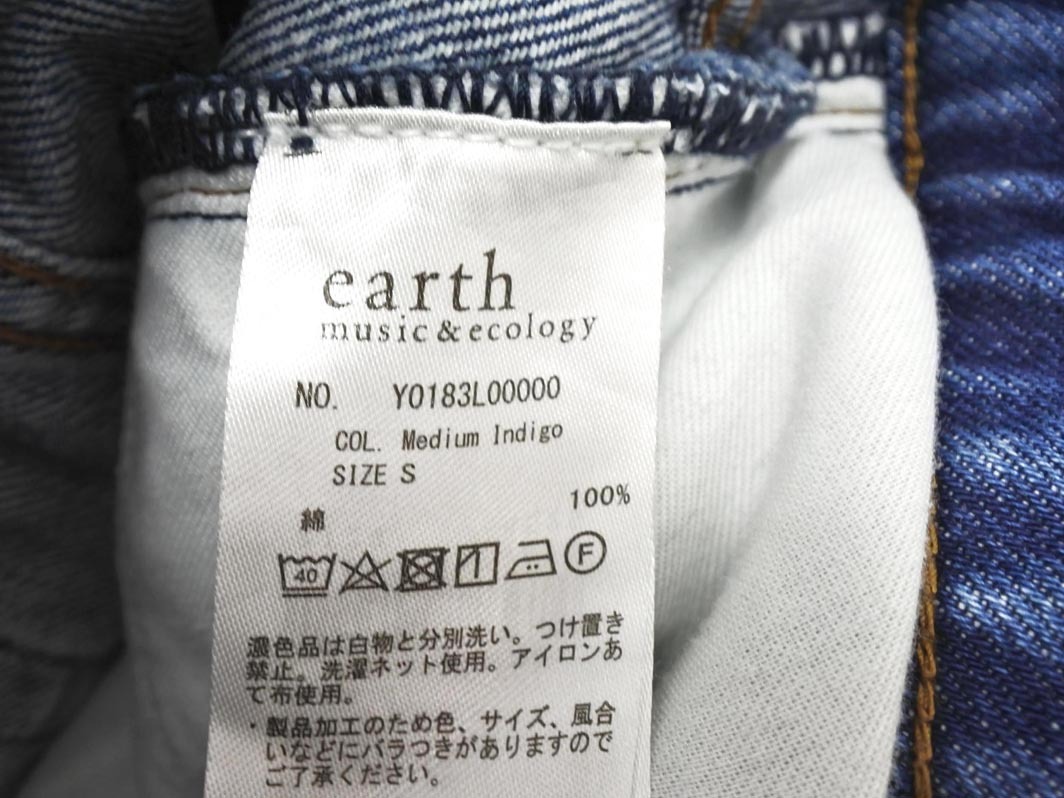 earth
music&ecology
NO. Y0183L00000
COL. Medium Indigo
SIZE S
綿 100%
40 F
濃色品は白物と分別洗い。つけ置き
禁止。洗濯ネット使用。アイロンあ
て布使用。
・製品加工のため色、サイズ、風合
いなどにバラつきがありますので
ご了承ください。